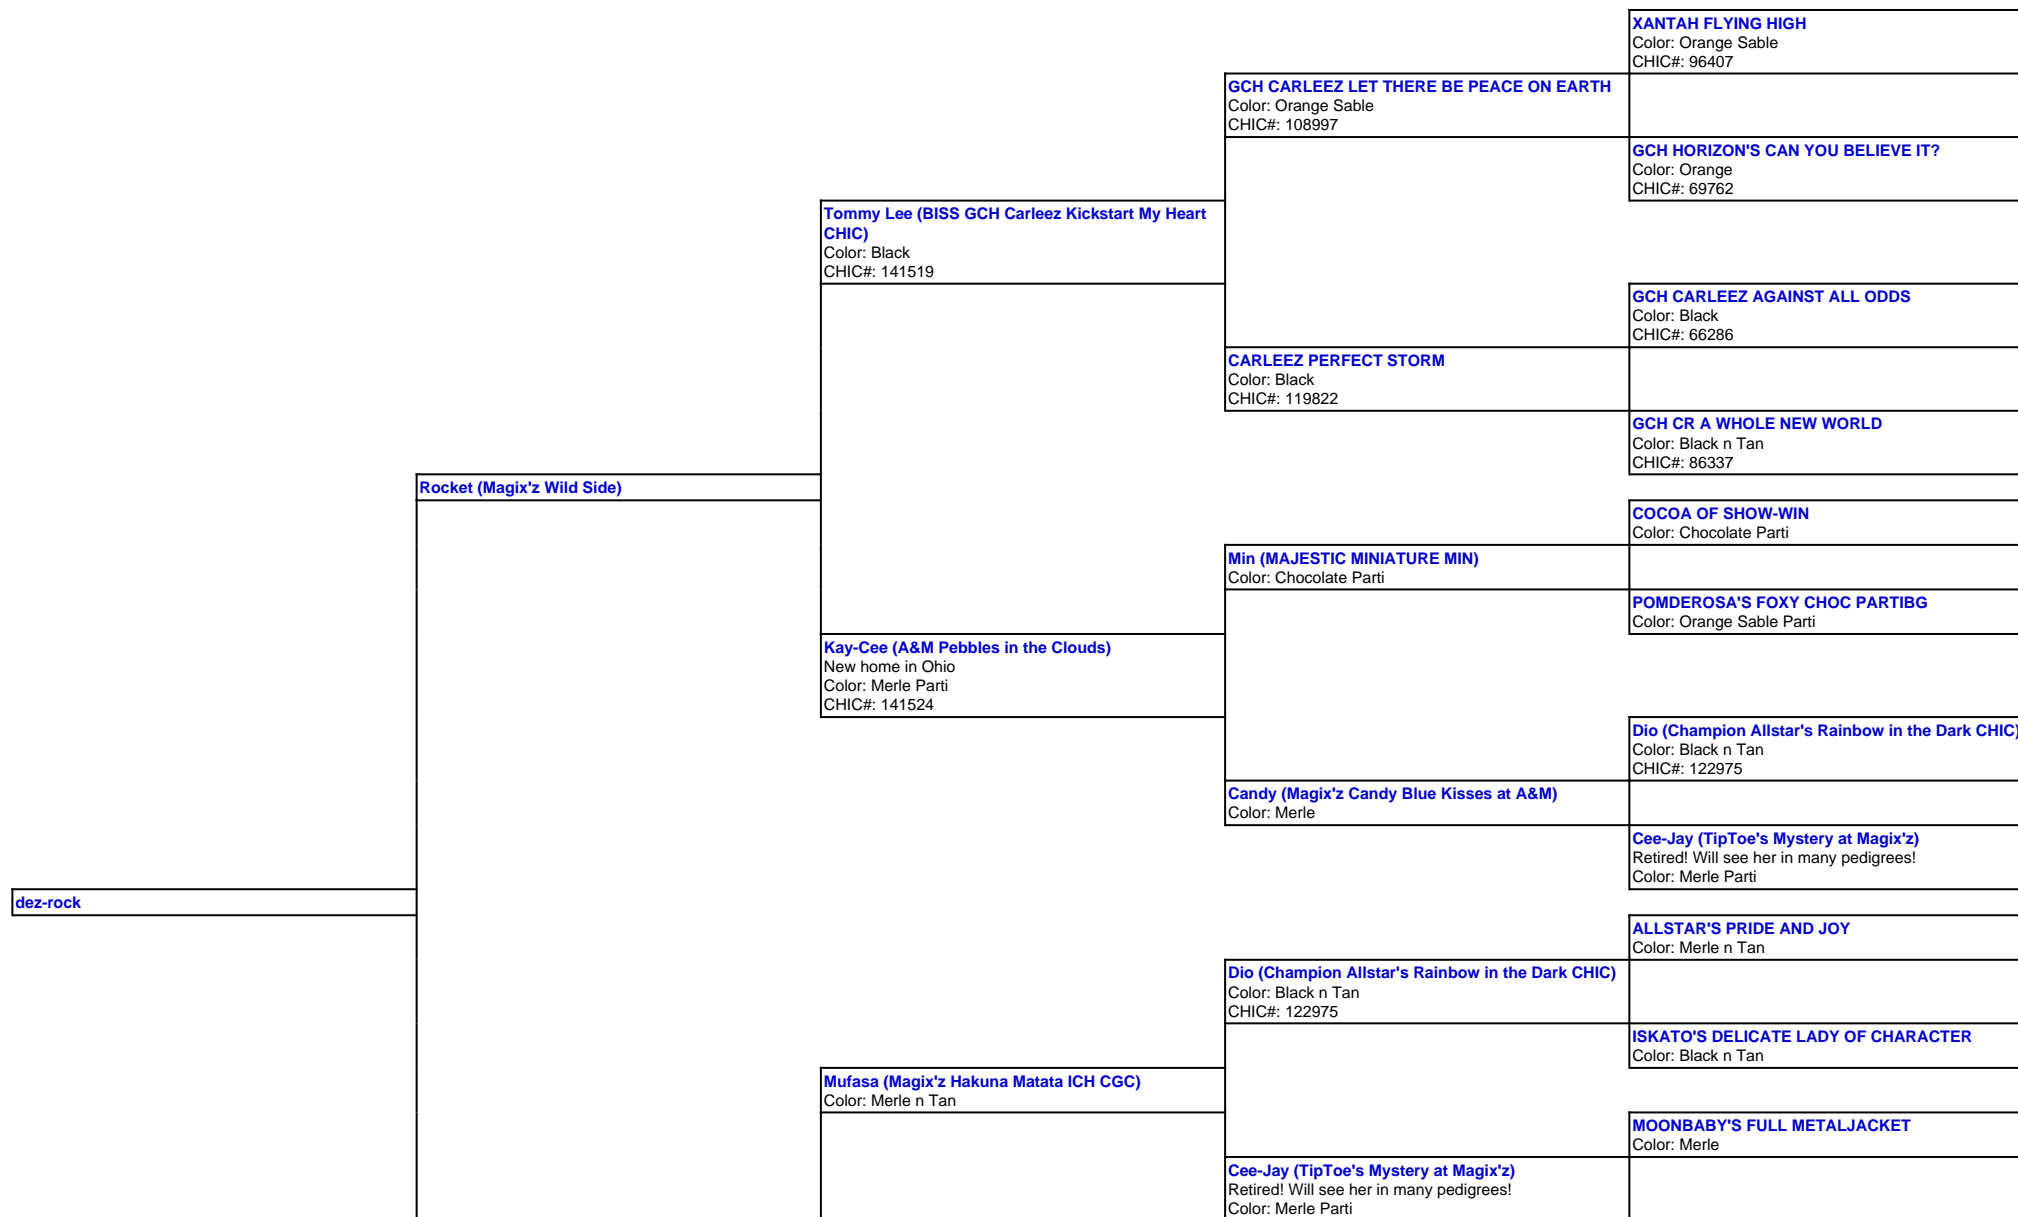 XANTAH FLYING HIGH
Color: Orange Sable
CHIC#: 96407
GCH CARLEEZ LET THERE BE PEACE ON EARTH
Color: Orange Sable
CHIC#: 108997
GCH HORIZON'S CAN YOU BELIEVE IT?
Color: Orange
CHIC#: 69762
Tommy Lee (BISS GCH Carleez Kickstart My Heart
CHIC)
Color: Black
CHIC#: 141519
GCH CARLEEZ AGAINST ALL ODDS
Color: Black
CHIC#: 66286
CARLEEZ PERFECT STORM
Color: Black
CHIC#: 119822
GCH CR A WHOLE NEW WORLD
Color: Black n Tan
CHIC#: 86337
Rocket (Magix'z Wild Side)
COCOA OF SHOW-WIN
Color: Chocolate Parti
Min (MAJESTIC MINIATURE MIN)
Color: Chocolate Parti
POMDEROSA'S FOXY CHOC PARTIBG
Color: Orange Sable Parti
Kay-Cee (A&M Pebbles in the Clouds)
New home in Ohio
Color: Merle Parti
CHIC#: 141524
Dio (Champion Allstar's Rainbow in the Dark CHIC)
Color: Black n Tan
CHIC#: 122975
Candy (Magix'z Candy Blue Kisses at A&M)
Color: Merle
Cee-Jay (TipToe's Mystery at Magix'z)
Retired! Will see her in many pedigrees!
Color: Merle Parti
dez-rock
ALLSTAR'S PRIDE AND JOY
Color: Merle n Tan
Dio (Champion Allstar's Rainbow in the Dark CHIC)
Color: Black n Tan
CHIC#: 122975
ISKATO'S DELICATE LADY OF CHARACTER
Color: Black n Tan
Mufasa (Magix'z Hakuna Matata ICH CGC)
Color: Merle n Tan
MOONBABY'S FULL METALJACKET
Color: Merle
Cee-Jay (TipToe's Mystery at Magix'z)
Retired! Will see her in many pedigrees!
Color: Merle Parti